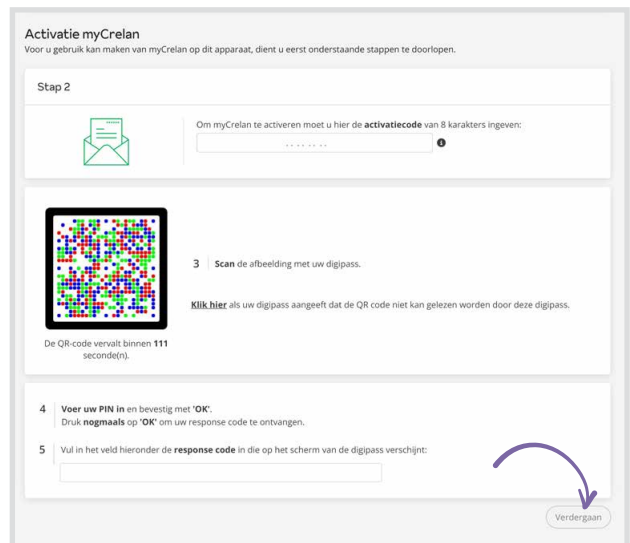 Activatie myCrelan
Voor u gebruik kan maken van myCrelan op dit apparaat, dient u eerst onderstaande stappen te doorlopen.
Stap 2
Om myCrelan te activeren moet u hier de activatiecode van 8 karakters ingeven:
.. .. .. ..
3 Scan de afbeelding met uw digipass.
Klik hier als uw digipass aangeeft dat de QR code niet kan gelezen worden door deze digipass.
De QR-code vervalt binnen 111
seconde(n).
4 Voer uw PIN in en bevestig met 'OK'.
Druk nogmaals op 'OK' om uw response code te ontvangen.
5 Vul in het veld hieronder de response code in die op het scherm van de digipass verschijnt:
Verdergaan